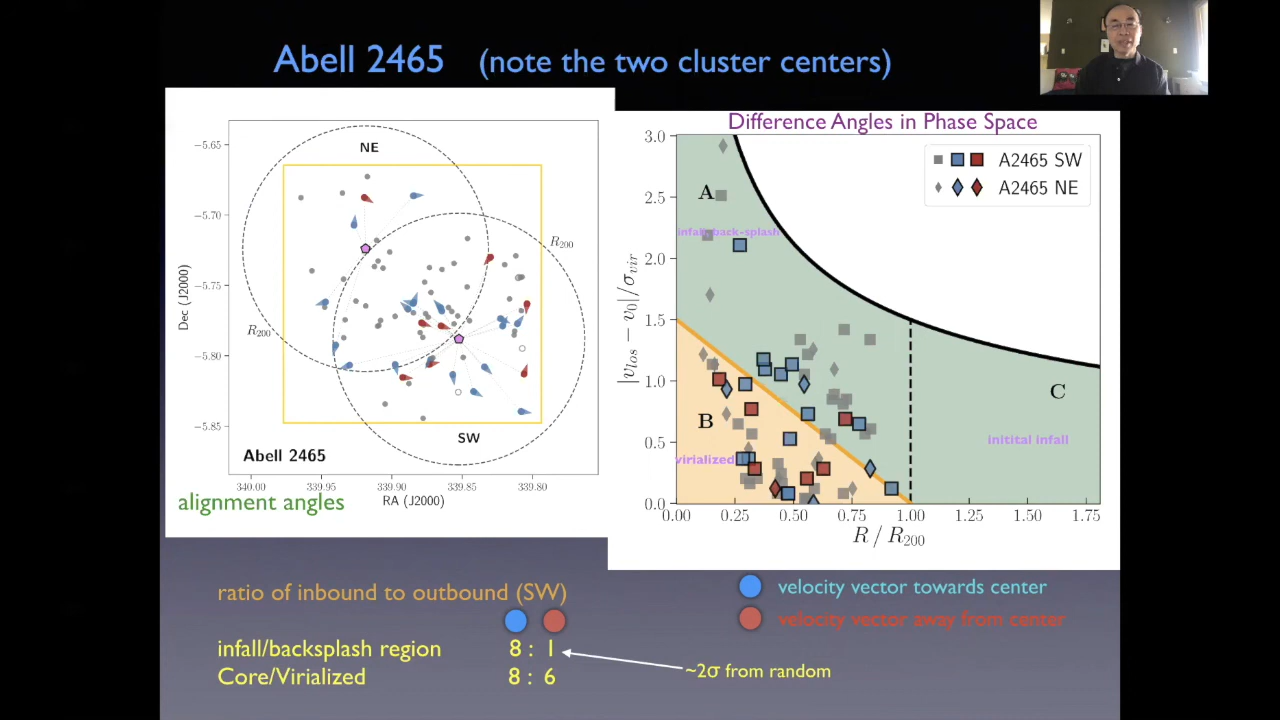 Abell 2465 (note the two cluster centers)
NE
R200
R200
SW
Abell 2465
−5.65
−5.70
−5.75
−5.80
−5.85
Dec (J2000)
340.00 339.95 339.90 339.85 339.80
RA (J2000)
alignment angles
Difference Angles in Phase Space
A2465 SW
A2465 NE
A
infall, back-splash
B
virialized
C
initital infall
3.0
2.5
2.0
1.5
1.0
0.5
0.0
|vlos − v0|/σvir
0.00 0.25 0.50 0.75 1.00 1.25 1.50 1.75
R / R200
ratio of inbound to outbound (SW)
infall/backsplash region 8 : 1
Core/Virialized 8 : 6
~2σ from random
velocity vector towards center
velocity vector away from center